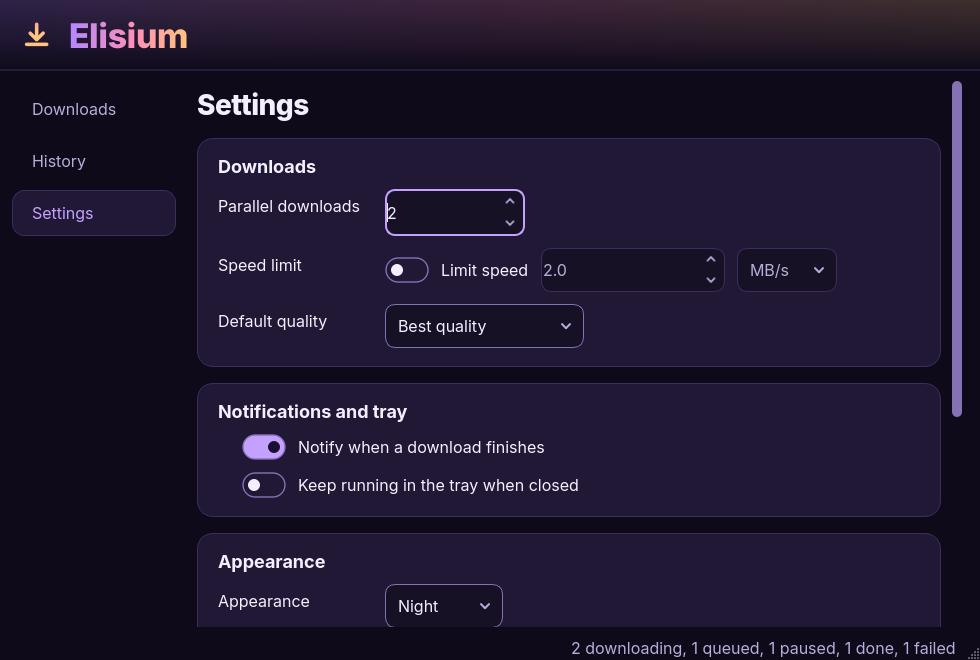 Elisium
Downloads
History
Settings
Settings
Downloads
Parallel downloads 2
Speed limit Limit speed 2.0 MB/s
Default quality Best quality
Notifications and tray
Notify when a download finishes
Keep running in the tray when closed
Appearance
Appearance Night
2 downloading, 1 queued, 1 paused, 1 done, 1 failed